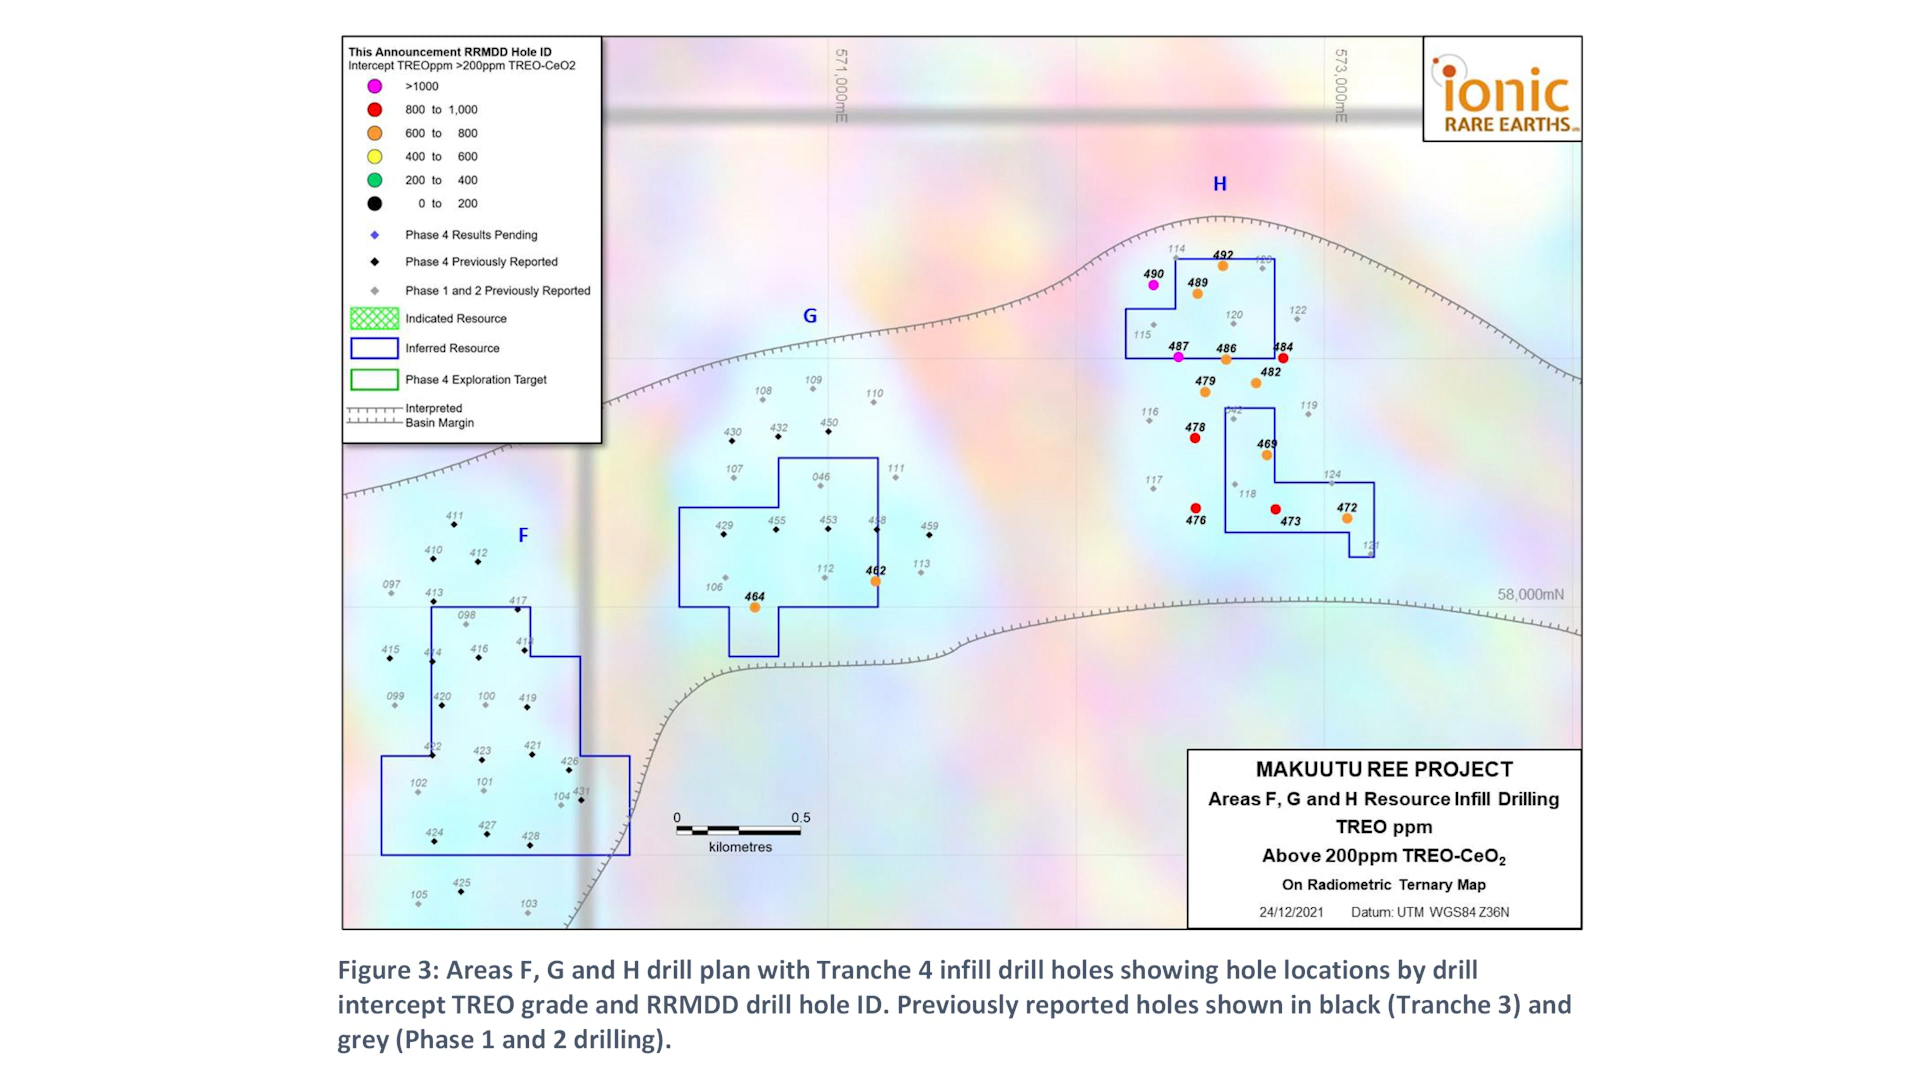 This Announcement RRMDD Hole ID
Intercept TREOppm >200ppm TREO-CeO2
>1000
800 to 1,000
600 to 800
400 to 600
200 to 400
0 to 200
Phase 4 Results Pending
Phase 4 Previously Reported
Phase 1 and 2 Previously Reported
Indicated Resource
Inferred Resource
Phase 4 Exploration Target
Interpreted
Basin Margin
571,000mE
573,000mE
ionic
RARE EARTHS
H
114
492
123
490
489
120
122
115
487
486
484
482
479
116
042
119
478
469
117
118
124
476
473
472
121
58,000mN
G
108
109
110
430
432
450
107
046
111
429
455
453
458
459
106
112
462
113
464
F
411
410
412
097
413
417
098
415
414
416
418
099
420
100
419
422
423
421
426
102
101
104
431
424
427
428
425
105
103
0 0.5
kilometres
MAKUUTU REE PROJECT
Areas F, G and H Resource Infill Drilling
TREO ppm
Above 200ppm TREO-CeO₂
On Radiometric Ternary Map
24/12/2021 Datum: UTM WGS84 Z36N
Figure 3: Areas F, G and H drill plan with Tranche 4 infill drill holes showing hole locations by drill
intercept TREO grade and RRMDD drill hole ID. Previously reported holes shown in black (Tranche 3) and
grey (Phase 1 and 2 drilling).